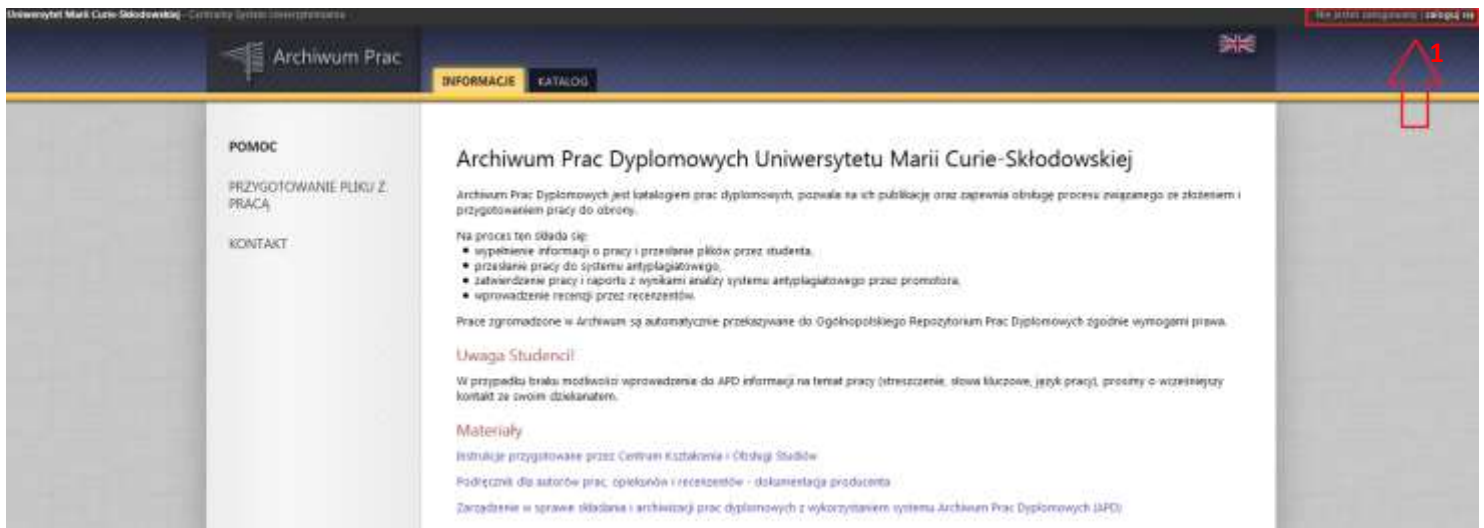 Uniwersytet Marii Curie-Skłodowskiej - Centralny System Uwierzytelniania
Nie jesteś zalogowany | zaloguj się
1
Archiwum Prac
INFORMACJE KATALOG
POMOC
PRZYGOTOWANIE PLIKU Z
PRACĄ
KONTAKT
Archiwum Prac Dyplomowych Uniwersytetu Marii Curie-Skłodowskiej
Archiwum Prac Dyplomowych jest katalogiem prac dyplomowych, pozwala na ich publikację oraz zapewnia obsługę procesu związanego ze złożeniem i
przygotowaniem pracy do obrony.
Na proces ten składa się:
• wypełnienie informacji o pracy i przesłanie plików przez studenta,
• przesłanie pracy do systemu antyplagiatowego,
• zatwierdzenie pracy i raportu z wynikami analizy systemu antyplagiatowego przez promotora,
• wprowadzenie recenzji przez recenzentów.
Prace zgromadzone w Archiwum są automatycznie przekazywane do Ogólnopolskiego Repozytorium Prac Dyplomowych zgodnie wymogami prawa.
Uwaga Studenci!
W przypadku braku możliwości wprowadzenia do APD informacji na temat pracy (streszczenie, słowa kluczowe, język pracy), prosimy o wcześniejszy
kontakt ze swoim dziekanatem.
Materiały
Instrukcje przygotowane przez Centrum Kształcenia i Obsługi Studiów
Podręcznik dla autorów prac, opiekunów i recenzentów - dokumentacja producenta
Zarządzenie w sprawie składania i archiwizacji prac dyplomowych z wykorzystaniem systemu Archiwum Prac Dyplomowych (APD)